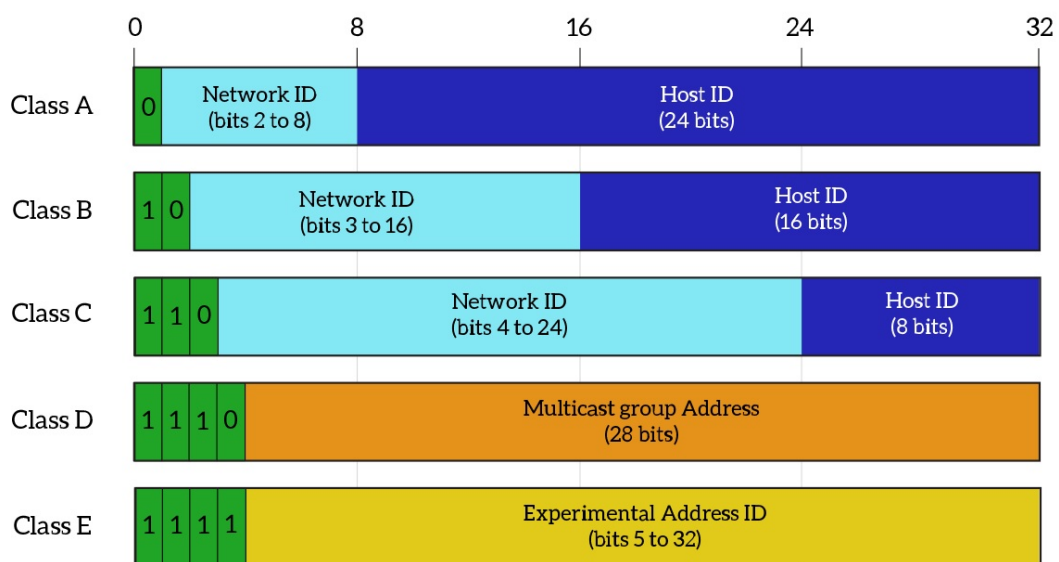 0 8 16 24 32
Class A
0
Network ID
(bits 2 to 8)
Host ID
(24 bits)
Class B
1 0
Network ID
(bits 3 to 16)
Host ID
(16 bits)
Class C
1 1 0
Network ID
(bits 4 to 24)
Host ID
(8 bits)
Class D
1 1 1 0
Multicast group Address
(28 bits)
Class E
1 1 1 1
Experimental Address ID
(bits 5 to 32)